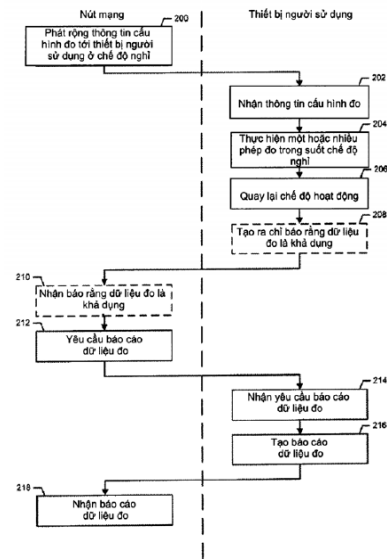 Nút mạng
Thiết bị người sử dụng
200
Phát rộng thông tin cấu
hình đo tới thiết bị người
sử dụng ở chế độ nghỉ
202
Nhận thông tin cấu hình đo
204
Thực hiện một hoặc nhiều
phép đo trong suốt chế độ
nghỉ
206
Quay lại chế độ hoạt động
208
Tạo ra chỉ báo rằng dữ liệu
đo là khả dụng
210
Nhận báo rằng dữ liệu đo là
khả dụng
212
Yêu cầu báo cáo
dữ liệu đo
214
Nhận yêu cầu báo cáo
dữ liệu đo
216
Tạo báo cáo
dữ liệu đo
218
Nhận báo cáo
dữ liệu đo